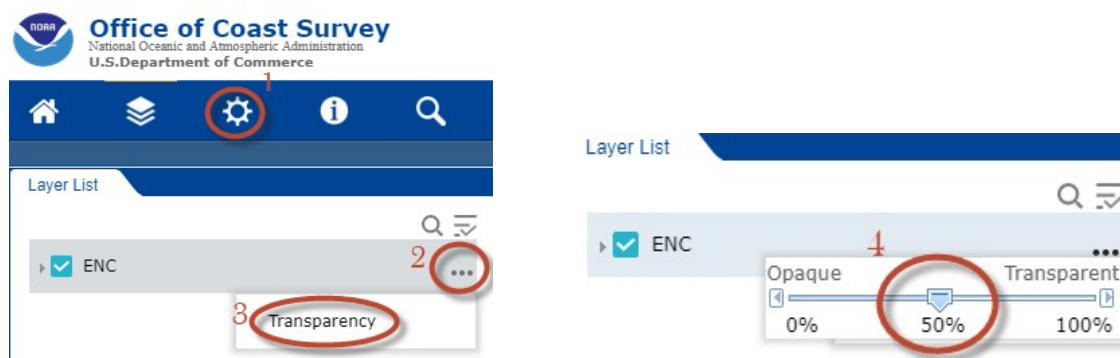 NOAA
Office of Coast Survey
National Oceanic and Atmospheric Administration
U.S.Department of Commerce
1
i
Layer List
ENC
2
...
3
Transparency
Layer List
ENC
4
...
Opaque
Transparent
0%
50%
100%